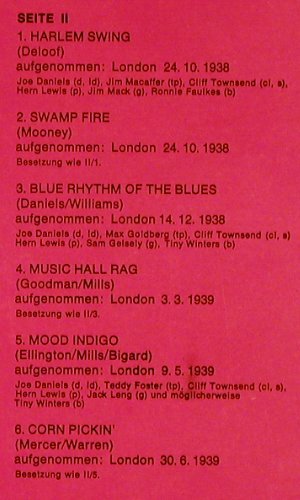 SEITE II
1. HARLEM SWING
(Deloof)
aufgenommen: London 24. 10. 1938
Joe Daniels (d, ld), Jim Macaffer (tp), Cliff Townsend (cl, s),
Hern Lewis (p), Jim Mack (g), Ronnie Faulkes (b)
2. SWAMP FIRE
(Mooney)
aufgenommen: London 24. 10. 1938
Besetzung wie II/1.
3. BLUE RHYTHM OF THE BLUES
(Daniels/Williams)
aufgenommen: London 14. 12. 1938
Joe Daniels (d, ld), Max Goldberg (tp), Cliff Townsend (cl, s)
Hern Lewis (p), Sam Gelsely (g), Tiny Winters (b)
4. MUSIC HALL RAG
(Goodman/Mills)
aufgenommen: London 3. 3. 1939
Besetzung wie II/3.
5. MOOD INDIGO
(Ellington/Mills/Bigard)
aufgenommen: London 9. 5. 1939
Joe Daniels (d, ld), Teddy Foster (tp), Cliff Townsend (cl, s),
Hern Lewis (p), Jack Leng (g) und möglicherweise
Tiny Winters (b)
6. CORN PICKIN'
(Mercer/Warren)
aufgenommen: London 30. 6. 1939
Besetzung wie II/5.